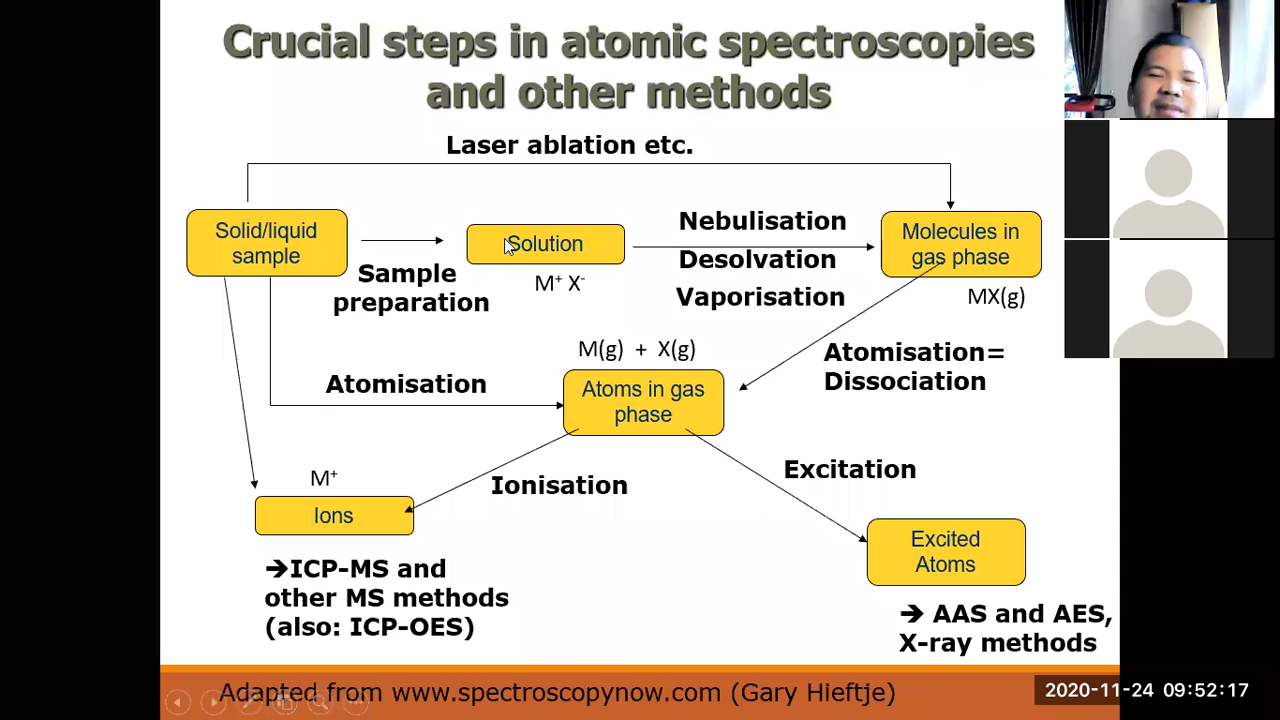 Crucial steps in atomic spectroscopies
and other methods
Laser ablation etc.
Solid/liquid
sample
Sample
preparation
Solution
M⁺ X⁻
Nebulisation
Desolvation
Vaporisation
Molecules in
gas phase
MX(g)
Atomisation=
Dissociation
M(g) + X(g)
Atoms in gas
phase
Atomisation
Ionisation
Excitation
M⁺
Ions
➔ICP-MS and
other MS methods
(also: ICP-OES)
Excited
Atoms
➔ AAS and AES,
X-ray methods
Adapted from www.spectroscopynow.com (Gary Hieftje)
2020-11-24 09:52:17